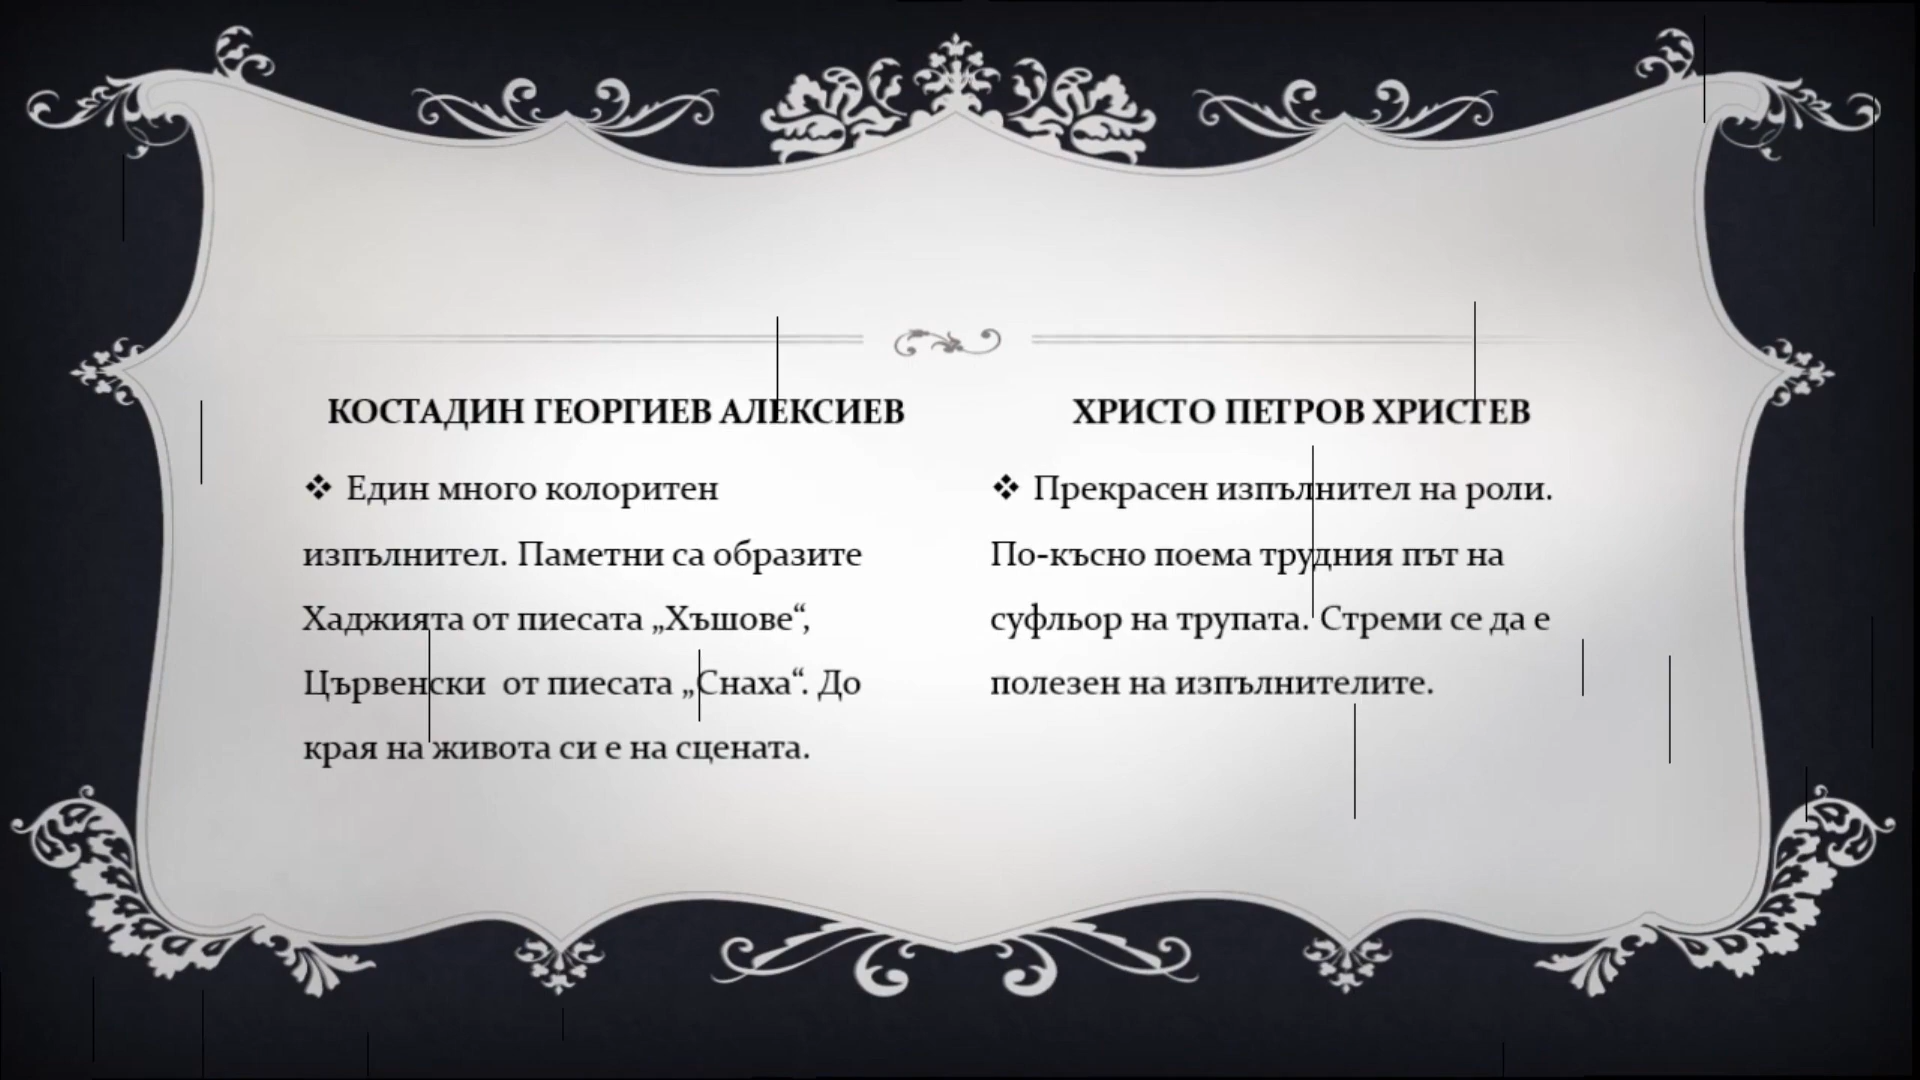 КОСТАДИН ГЕОРГИЕВ АЛЕКСИЕВ
❖ Един много колоритен
изпълнител. Паметни са образите
Хаджията от пиесата „Хъшове“,
Цървенски от пиесата „Снаха“. До
края на живота си е на сцената.
ХРИСТО ПЕТРОВ ХРИСТЕВ
❖ Прекрасен изпълнител на роли.
По-късно поема трудния път на
суфльор на трупата. Стреми се да е
полезен на изпълнителите.